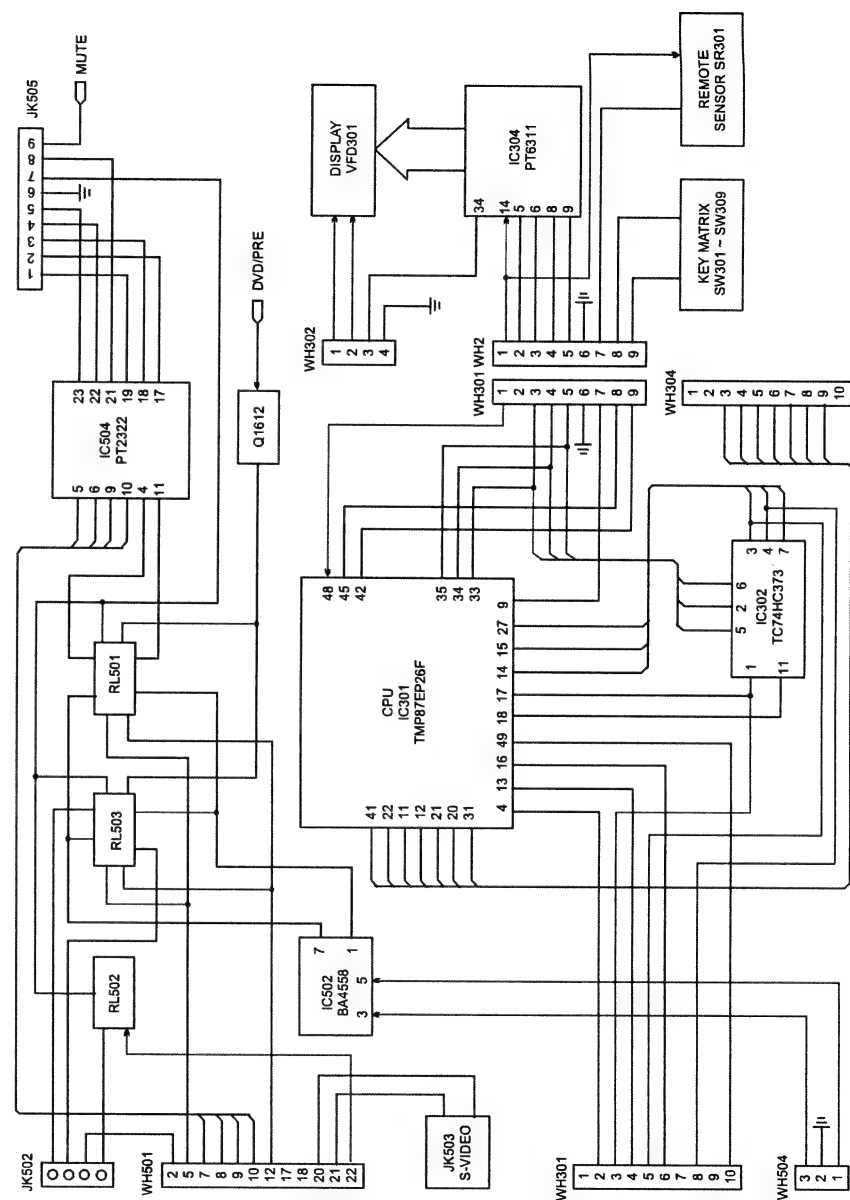 JK505
1 2 3 4 5 6 7 8 9
MUTE
IC504
PT2322
5
6
9
10
4
11
23
22
21
19
18
17
DVD/PRE
Q1612
RL501
RL503
RL502
JK502
WH501
2
5
7
8
9
10
12
17
18
20
21
22
JK503
S-VIDEO
IC502
BA4558
7
1
3 5
DISPLAY
VFD301
IC304
PT6311
34
14
5
6
8
9
REMOTE
SENSOR SR301
KEY MATRIX
SW301 ~ SW309
WH302
1
2
3
4
WH301 WH2
1 1
2 2
3 3
4 4
5 5
6 6
7 7
8 8
9 9
WH304
1
2
3
4
5
6
7
8
9
10
CPU
IC301
TMP87EP26F
48
45
42
35
34
33
41
22
11
12
21
20
31
4 13 16 49 18 17 14 15 27 9
IC302
TC74HC373
5 2 6
3
4
7
1
11
WH301
1
2
3
4
5
6
7
8
9
10
WH504
3
2
1